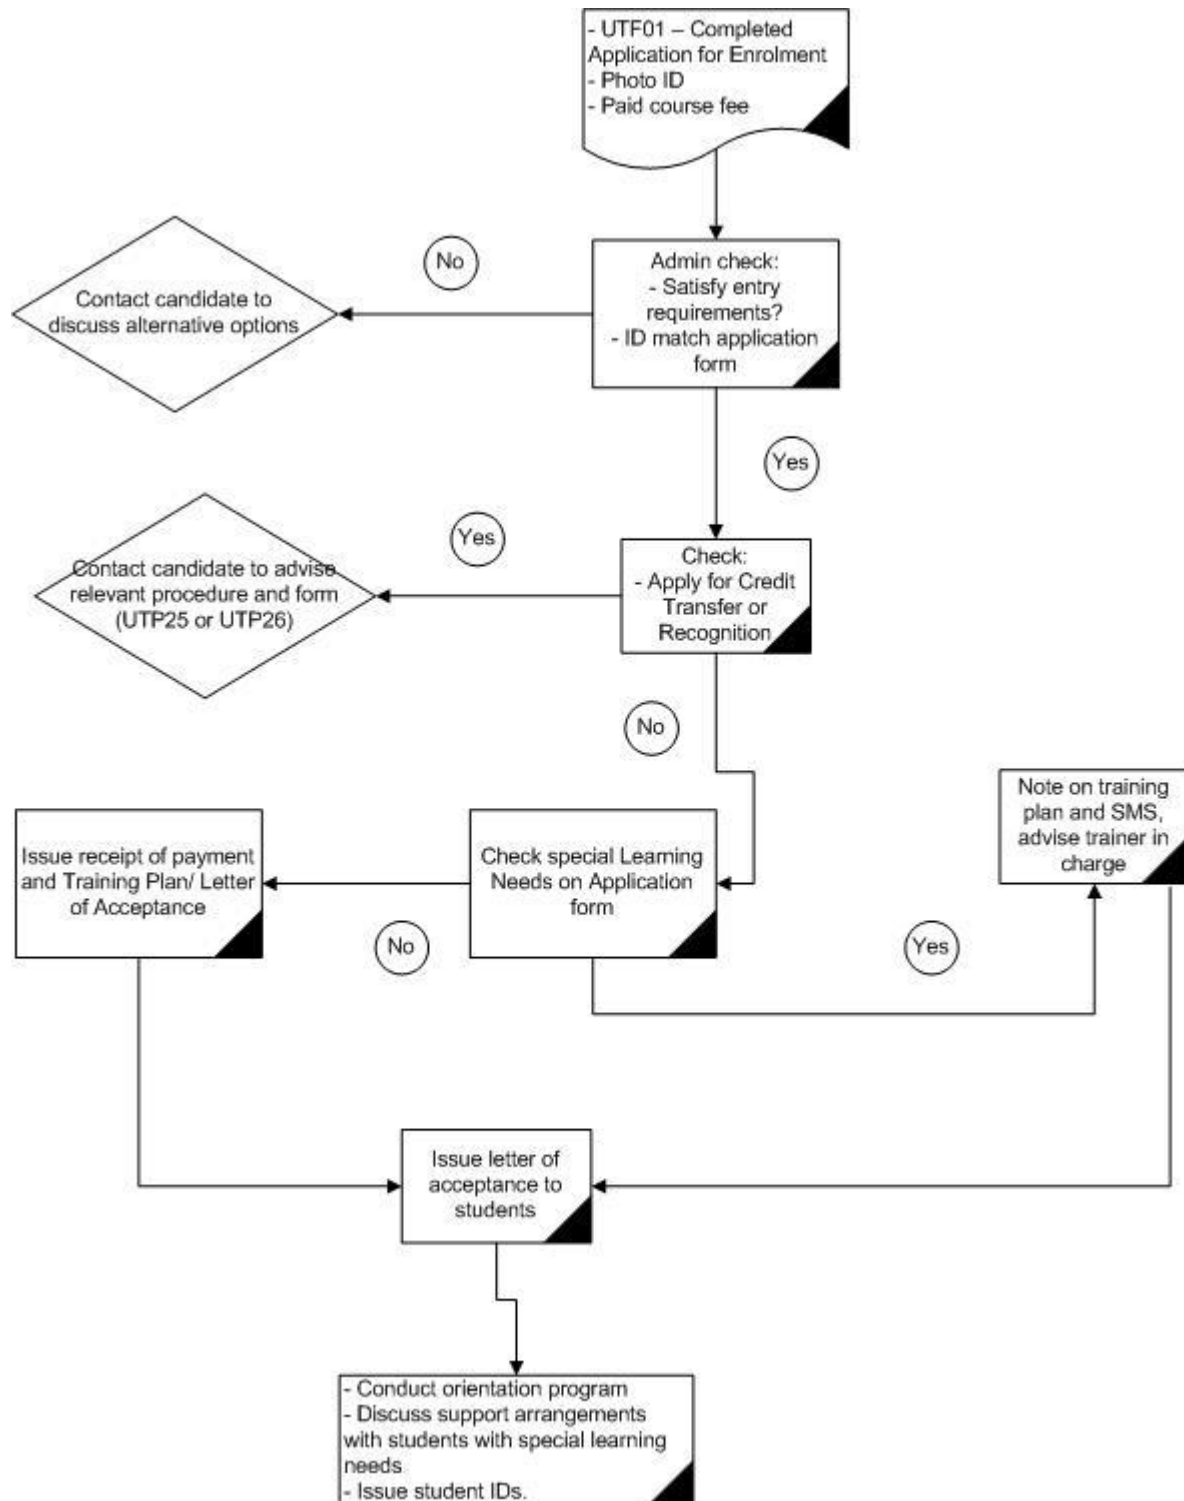 - UTF01 – Completed
Application for Enrolment
- Photo ID
- Paid course fee
No
Admin check:
- Satisfy entry
requirements?
- ID match application
form
Contact candidate to
discuss alternative options
Yes
Yes
Check:
- Apply for Credit
Transfer or
Recognition
Contact candidate to advise
relevant procedure and form
(UTP25 or UTP26)
No
Note on training
plan and SMS,
advise trainer in
charge
Issue receipt of payment
and Training Plan/ Letter
of Acceptance
Check special Learning
Needs on Application
form
No
Yes
Issue letter of
acceptance to
students
- Conduct orientation program
- Discuss support arrangements
with students with special learning
needs
- Issue student IDs.